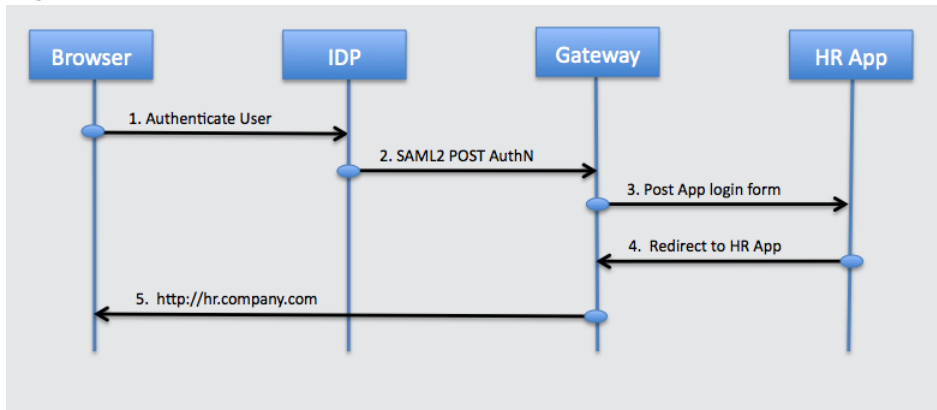 Browser
IDP
Gateway
HR App
1. Authenticate User
2. SAML2 POST AuthN
3. Post App login form
4. Redirect to HR App
5. http://hr.company.com